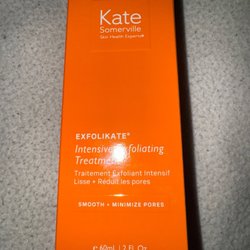 Kate
Somerville
Skin Health Experts®
EXFOLIKATE®
Intensive Exfoliating
Treatment
Traitement Exfoliant Intensif
Lisse + Réduit les pores
SMOOTH + MINIMIZE PORES
e 60mL / 2 Fl. Oz.